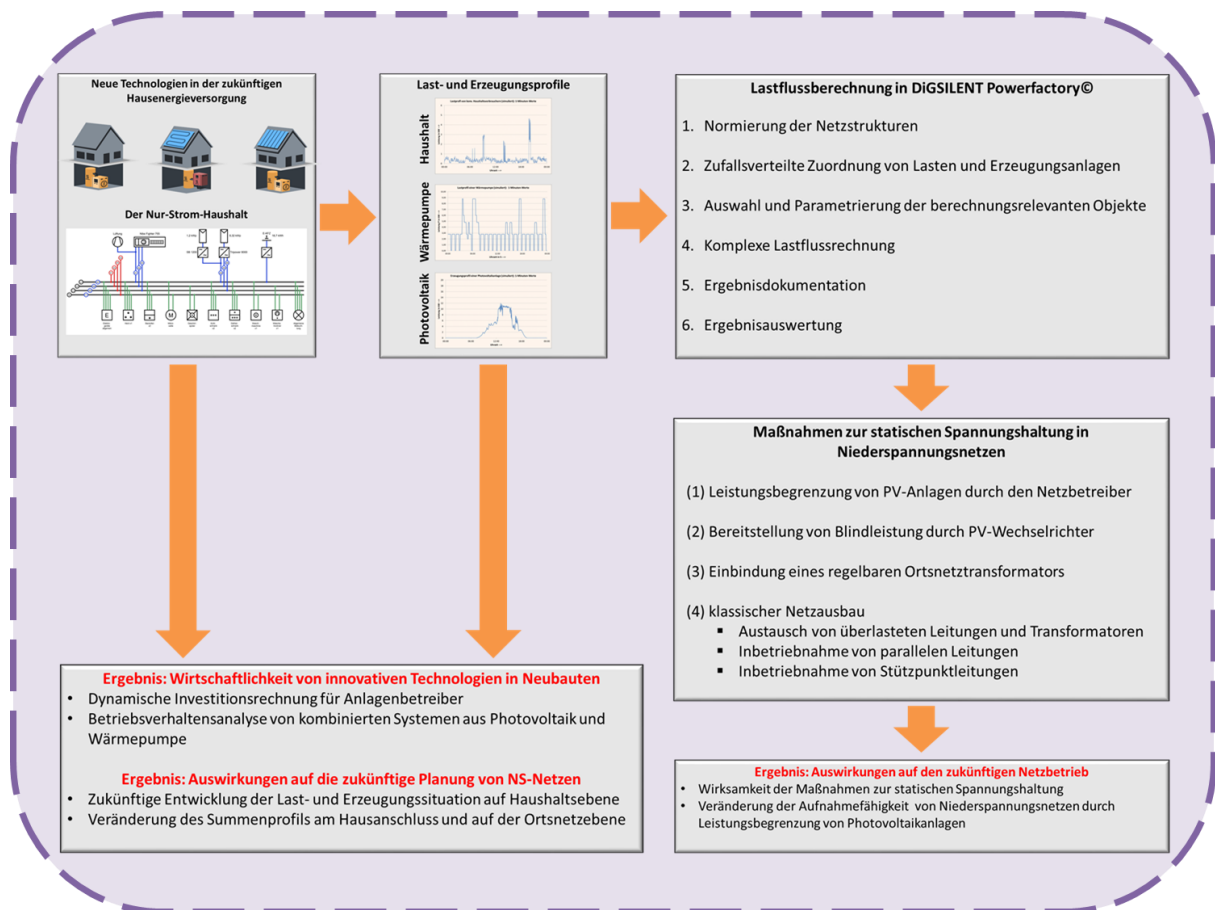 Neue Technologien in der zukünftigen
Hausenergieversorgung
Der Nur-Strom-Haushalt
E
M
Last- und Erzeugungsprofile
Haushalt
Wärmepumpe
Photovoltaik
Lastflussberechnung in DiGSILENT Powerfactory©
1. Normierung der Netzstrukturen
2. Zufallsverteilte Zuordnung von Lasten und Erzeugungsanlagen
3. Auswahl und Parametrierung der berechnungsrelevanten Objekte
4. Komplexe Lastflussrechnung
5. Ergebnisdokumentation
6. Ergebnisauswertung
Maßnahmen zur statischen Spannungshaltung in
Niederspannungsnetzen
(1) Leistungsbegrenzung von PV-Anlagen durch den Netzbetreiber
(2) Bereitstellung von Blindleistung durch PV-Wechselrichter
(3) Einbindung eines regelbaren Ortsnetztransformators
(4) klassischer Netzausbau
▪ Austausch von überlasteten Leitungen und Transformatoren
▪ Inbetriebnahme von parallelen Leitungen
▪ Inbetriebnahme von Stützpunktleitungen
Ergebnis: Wirtschaftlichkeit von innovativen Technologien in Neubauten
• Dynamische Investitionsrechnung für Anlagenbetreiber
• Betriebsverhaltensanalyse von kombinierten Systemen aus Photovoltaik und
Wärmepumpe
Ergebnis: Auswirkungen auf die zukünftige Planung von NS-Netzen
• Zukünftige Entwicklung der Last- und Erzeugungssituation auf Haushaltsebene
• Veränderung des Summenprofils am Hausanschluss und auf der Ortsnetzebene
Ergebnis: Auswirkungen auf den zukünftigen Netzbetrieb
• Wirksamkeit der Maßnahmen zur statischen Spannungshaltung
• Veränderung der Aufnahmefähigkeit von Niederspannungsnetzen durch
Leistungsbegrenzung von Photovoltaikanlagen